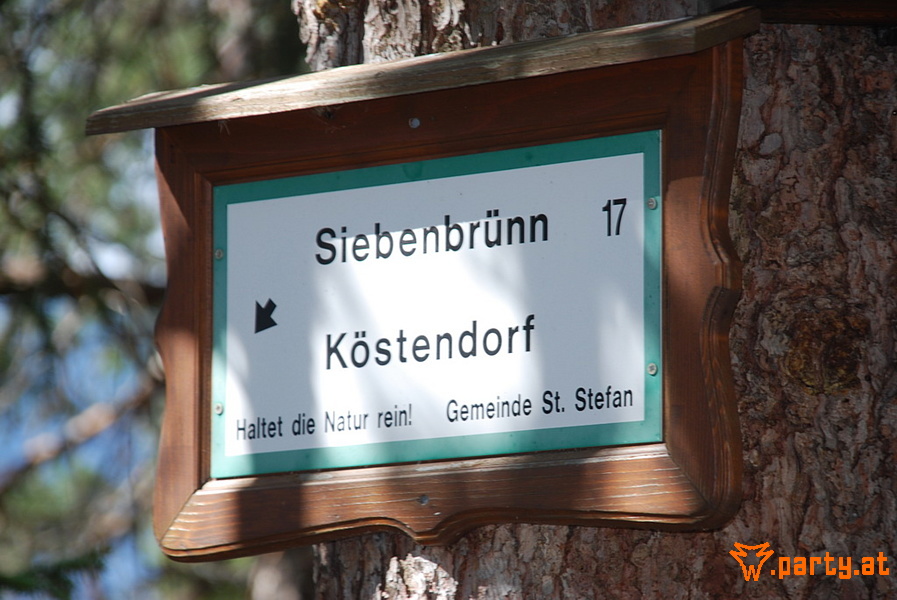 Siebenbrünn 17
Köstendorf
Haltet die Natur rein! Gemeinde St. Stefan
.party.at